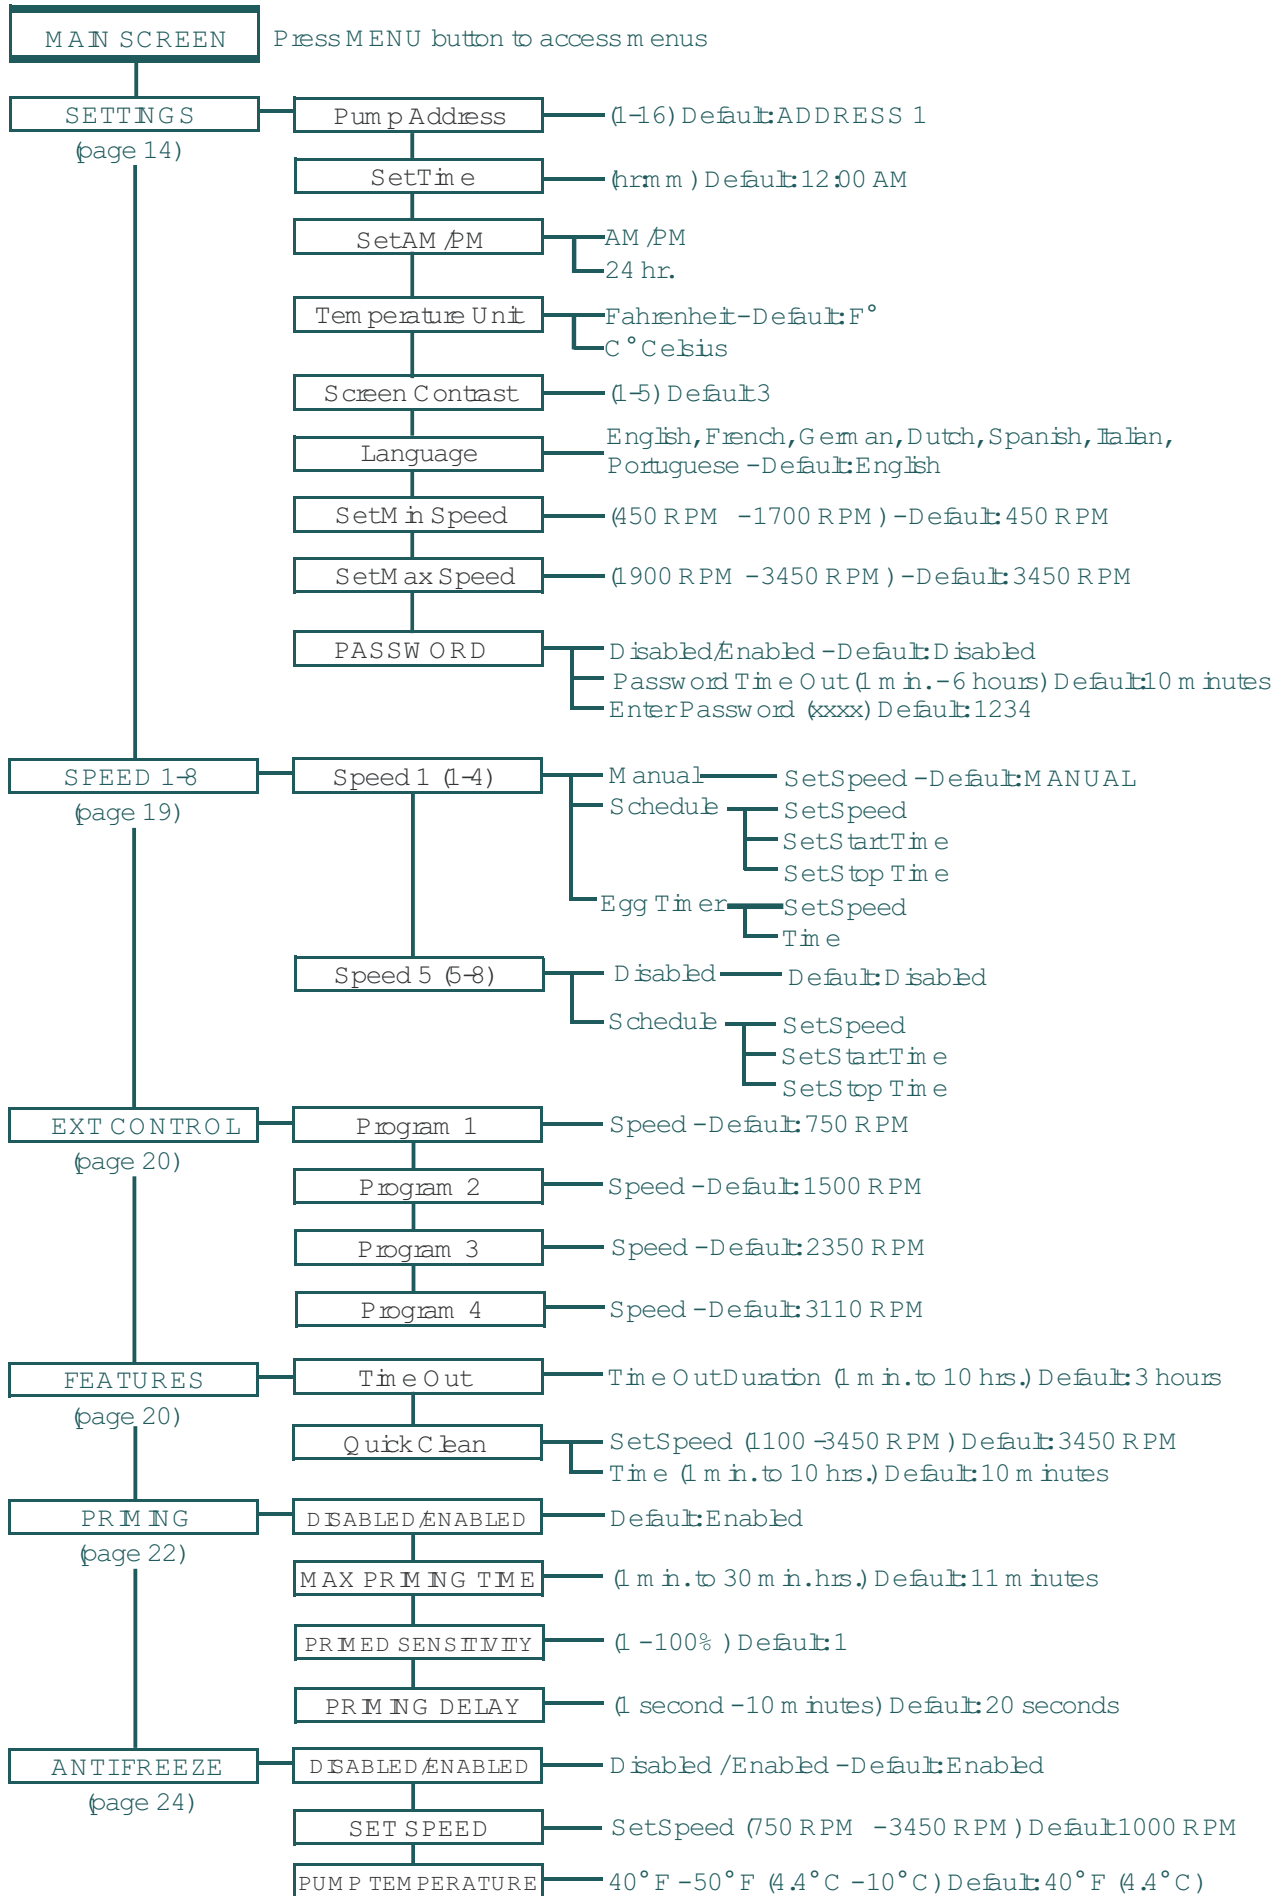 MAIN SCREEN Press MENU button to access menus
SETTINGS Pump Address (1-16) Default: ADDRESS 1
(page 14)
Set Time (hr:mm) Default: 12:00 AM
Set AM/PM AM/PM
24 hr.
Temperature Unit Fahrenheit - Default: F°
C° Celsius
Screen Contrast (1-5) Default 3
Language English, French, German, Dutch, Spanish, Italian,
Portuguese - Default: English
Set Min Speed (450 RPM - 1700 RPM) - Default: 450 RPM
Set Max Speed (1900 RPM - 3450 RPM) - Default: 3450 RPM
PASSWORD Disabled/Enabled - Default: Disabled
Password Time Out (1 min. - 6 hours) Default:10 minutes
Enter Password (xxxx) Default: 1234
SPEED 1-8 Speed 1 (1-4) Manual Set Speed - Default: MANUAL
(page 19) Schedule Set Speed
Set Start Time
Set Stop Time
Egg Timer Set Speed
Time
Speed 5 (5-8) Disabled Default: Disabled
Schedule Set Speed
Set Start Time
Set Stop Time
EXT CONTROL Program 1 Speed - Default: 750 RPM
(page 20)
Program 2 Speed - Default: 1500 RPM
Program 3 Speed - Default: 2350 RPM
Program 4 Speed - Default: 3110 RPM
FEATURES Time Out Time Out Duration (1 min. to 10 hrs.) Default: 3 hours
(page 20)
Quick Clean Set Speed (1100 - 3450 RPM) Default: 3450 RPM
Time (1 min. to 10 hrs.) Default: 10 minutes
PRIMING DISABLED/ENABLED Default: Enabled
(page 22)
MAX PRIMING TIME (1 min. to 30 min. hrs.) Default: 11 minutes
PRIMED SENSITIVITY (1 - 100%) Default: 1
PRIMING DELAY (1 second - 10 minutes) Default: 20 seconds
ANTIFREEZE DISABLED/ENABLED Disabled / Enabled - Default: Enabled
(page 24)
SET SPEED Set Speed (750 RPM - 3450 RPM) Default 1000 RPM
PUMP TEMPERATURE 40°F - 50°F (4.4°C - 10°C) Default: 40°F (4.4°C)